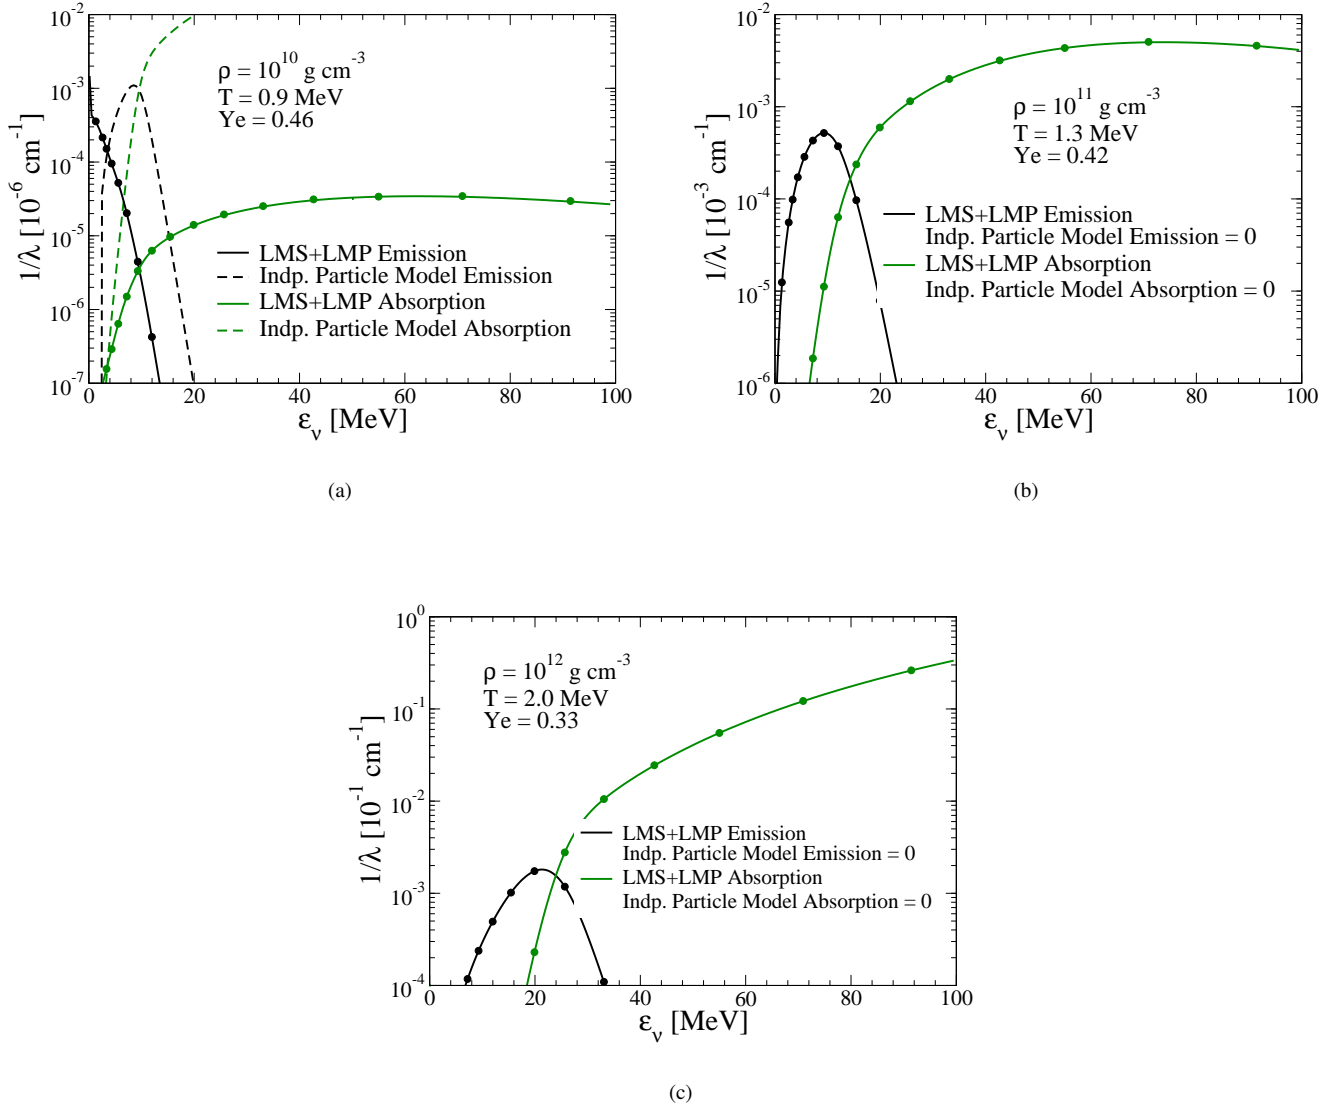 10^-2
10^-3
10^-4
10^-5
10^-6
10^-7
1/λ [10^-6 cm^-1]
ρ = 10^10 g cm^-3
T = 0.9 MeV
Ye = 0.46
LMS+LMP Emission
Indp. Particle Model Emission
LMS+LMP Absorption
Indp. Particle Model Absorption
0 20 40 60 80 100
ε_ν [MeV]
(a)
10^-2
10^-3
10^-4
10^-5
10^-6
1/λ [10^-3 cm^-1]
ρ = 10^11 g cm^-3
T = 1.3 MeV
Ye = 0.42
LMS+LMP Emission
Indp. Particle Model Emission = 0
LMS+LMP Absorption
Indp. Particle Model Absorption = 0
0 20 40 60 80 100
ε_ν [MeV]
(b)
10^0
10^-1
10^-2
10^-3
10^-4
1/λ [10^-1 cm^-1]
ρ = 10^12 g cm^-3
T = 2.0 MeV
Ye = 0.33
LMS+LMP Emission
Indp. Particle Model Emission = 0
LMS+LMP Absorption
Indp. Particle Model Absorption = 0
0 20 40 60 80 100
ε_ν [MeV]
(c)